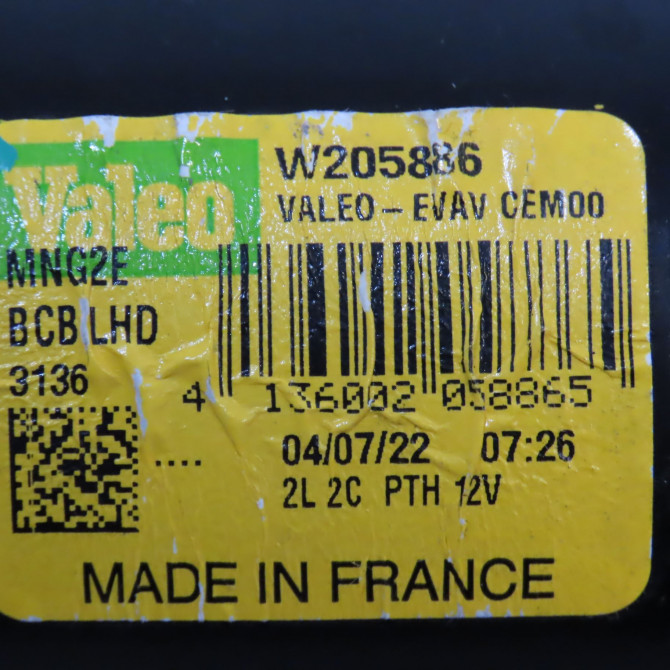 Valeo
W205886
VALEO - EVAV CEM00
MNG2E
BCB LHD
3136
4 136002 058865
.... 04/07/22 07:26
2L 2C PTH 12V
MADE IN FRANCE